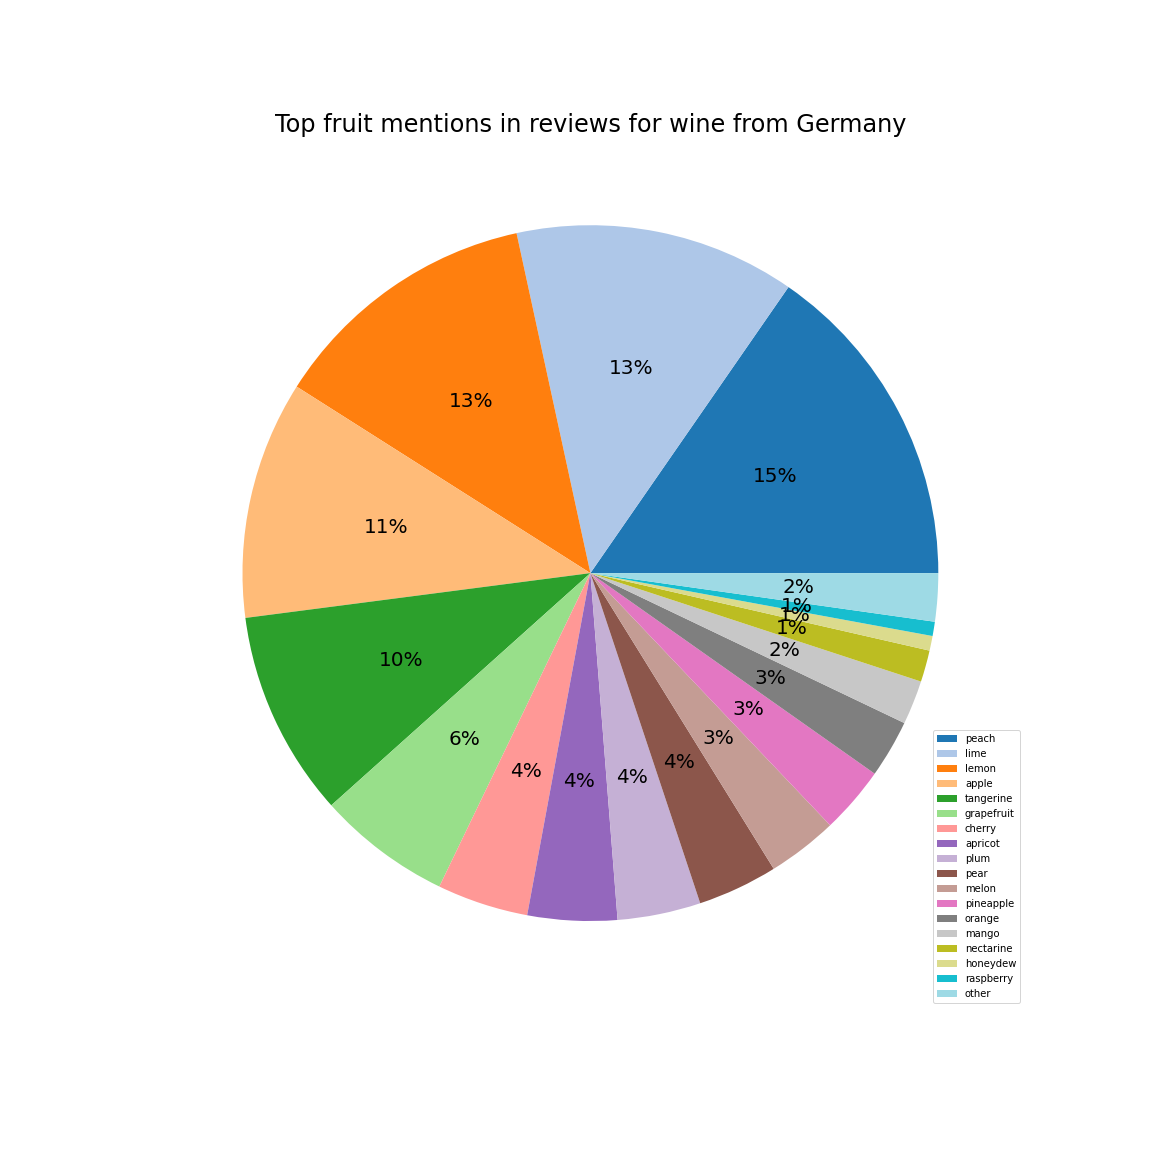 Top fruit mentions in reviews for wine from Germany
13%
13%
15%
11%
10%
6%
4%
4%
4%
4%
3%
3%
3%
2%
1%
1%
1%
2%
peach
lime
lemon
apple
tangerine
grapefruit
cherry
apricot
plum
pear
melon
pineapple
orange
mango
nectarine
honeydew
raspberry
other